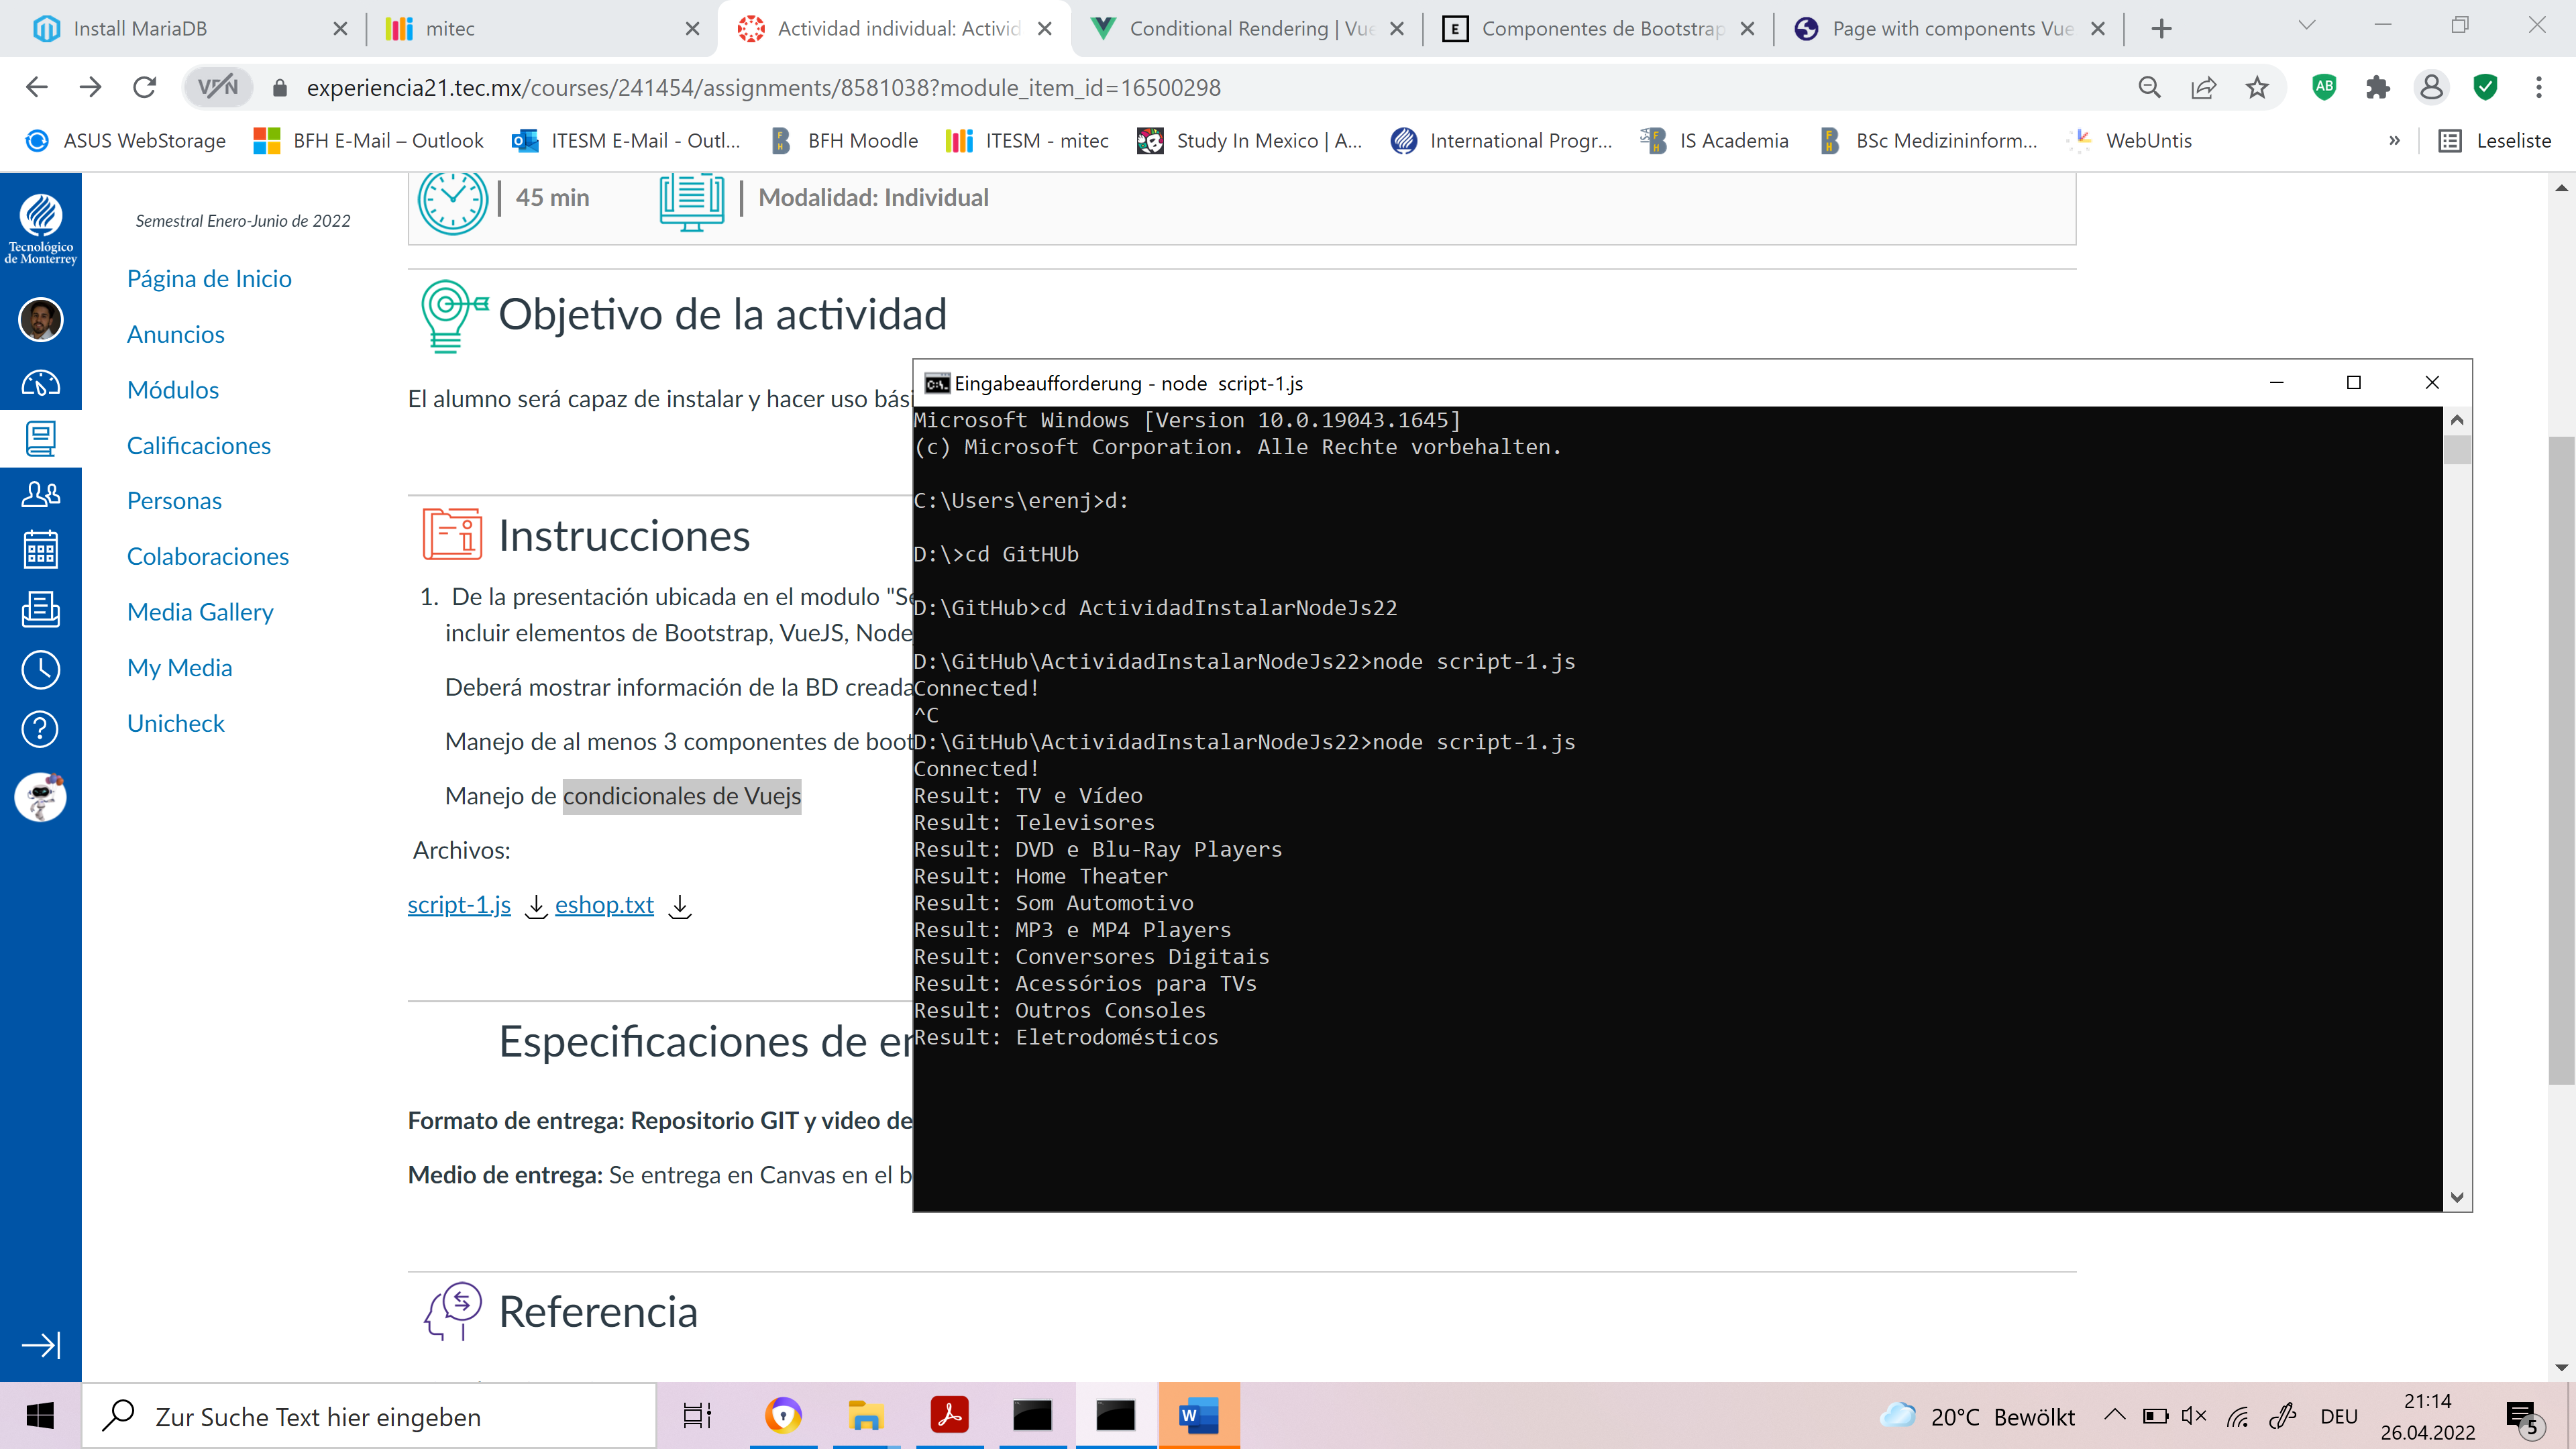 Install MariaDB
mitec
Actividad individual: Activid
Conditional Rendering | Vue
Componentes de Bootstrap
Page with components Vue
VPN
experiencia21.tec.mx/courses/241454/assignments/8581038?module_item_id=16500298
ASUS WebStorage
BFH E-Mail – Outlook
ITESM E-Mail - Outl...
BFH Moodle
ITESM - mitec
Study In Mexico | A...
International Progr...
IS Academia
BSc Medizininform...
WebUntis
»
Leseliste
Tecnológico
de Monterrey
Semestral Enero-Junio de 2022
Página de Inicio
Anuncios
Módulos
Calificaciones
Personas
Colaboraciones
Media Gallery
My Media
Unicheck
45 min
Modalidad: Individual
Objetivo de la actividad
El alumno será capaz de instalar y hacer uso bási
Instrucciones
1. De la presentación ubicada en el modulo "Se
incluir elementos de Bootstrap, VueJS, Node
Deberá mostrar información de la BD creada
Manejo de al menos 3 componentes de boot
Manejo de condicionales de Vuejs
Archivos:
script-1.js eshop.txt
Especificaciones de en
Formato de entrega: Repositorio GIT y video de
Medio de entrega: Se entrega en Canvas en el b
Referencia
Eingabeaufforderung - node script-1.js
Microsoft Windows [Version 10.0.19043.1645]
(c) Microsoft Corporation. Alle Rechte vorbehalten.
C:\Users\erenj>d:
D:\>cd GitHUb
D:\GitHub>cd ActividadInstalarNodeJs22
D:\GitHub\ActividadInstalarNodeJs22>node script-1.js
Connected!
^C
D:\GitHub\ActividadInstalarNodeJs22>node script-1.js
Connected!
Result: TV e Vídeo
Result: Televisores
Result: DVD e Blu-Ray Players
Result: Home Theater
Result: Som Automotivo
Result: MP3 e MP4 Players
Result: Conversores Digitais
Result: Acessórios para TVs
Result: Outros Consoles
Result: Eletrodomésticos
Zur Suche Text hier eingeben
20°C Bewölkt
DEU
21:14
26.04.2022
5